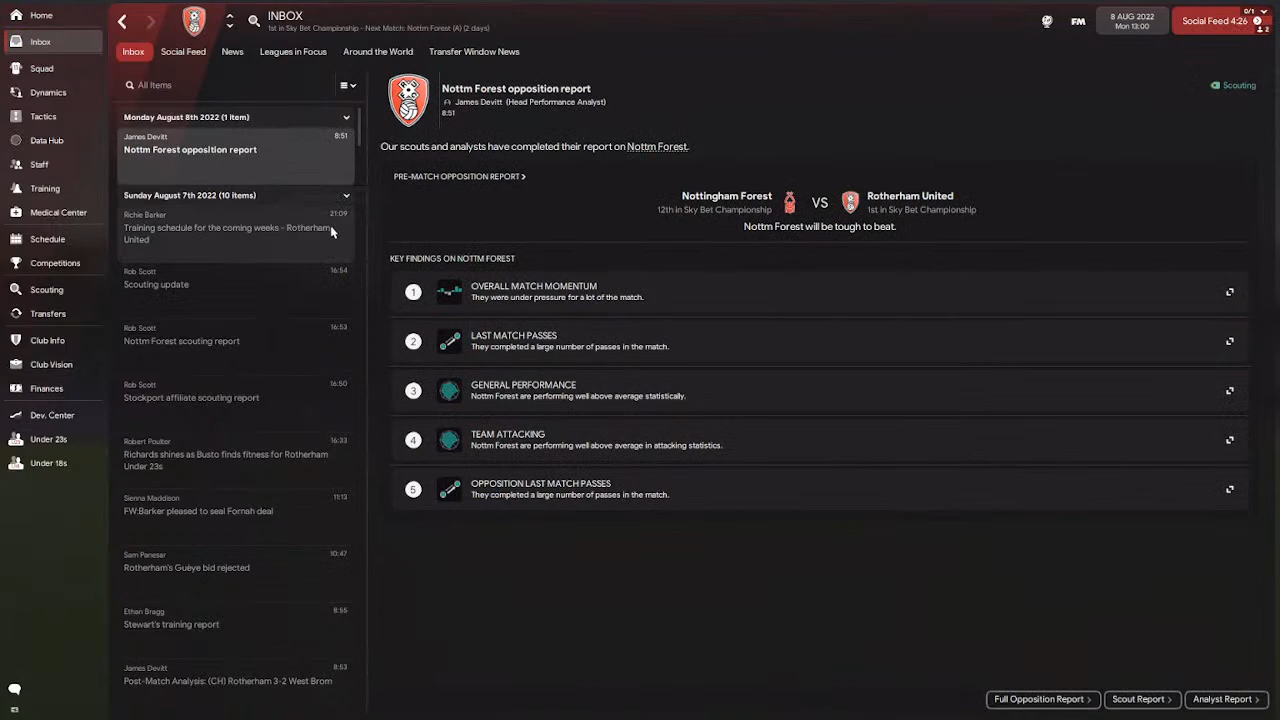 Home
Inbox
Squad
Dynamics
Tactics
Data Hub
Staff
Training
Medical Center
Schedule
Competitions
Scouting
Transfers
Club Info
Club Vision
Finances
Dev. Center
Under 23s
Under 18s
INBOX
1st in Sky Bet Championship - Next Match: Nottm Forest (A) (2 days)
FM
8 AUG 2022
Mon 13:00
Social Feed 4:26
0/1
2
Inbox
Social Feed
News
Leagues in Focus
Around the World
Transfer Window News
All Items
Monday August 8th 2022 (1 item)
James Devitt 8:51
Nottm Forest opposition report
Sunday August 7th 2022 (10 items)
Richie Barker 21:09
Training schedule for the coming weeks - Rotherham
United
Rob Scott 16:54
Scouting update
Rob Scott 16:53
Nottm Forest scouting report
Rob Scott 16:50
Stockport affiliate scouting report
Robert Poulter 16:33
Richards shines as Busto finds fitness for Rotherham
Under 23s
Sienna Maddison 11:13
FW:Barker pleased to seal Fornah deal
Sam Panesar 10:47
Rotherham's Guèye bid rejected
Ethan Bragg 8:55
Stewart's training report
James Devitt 8:53
Post-Match Analysis: (CH) Rotherham 3-2 West Brom
Nottm Forest opposition report
James Devitt (Head Performance Analyst)
8:51
Scouting
Our scouts and analysts have completed their report on Nottm Forest.
PRE-MATCH OPPOSITION REPORT >
Nottingham Forest VS Rotherham United
12th in Sky Bet Championship 1st in Sky Bet Championship
Nottm Forest will be tough to beat.
KEY FINDINGS ON NOTTM FOREST
1 OVERALL MATCH MOMENTUM
They were under pressure for a lot of the match.
2 LAST MATCH PASSES
They completed a large number of passes in the match.
3 GENERAL PERFORMANCE
Nottm Forest are performing well above average statistically.
4 TEAM ATTACKING
Nottm Forest are performing well above average in attacking statistics.
5 OPPOSITION LAST MATCH PASSES
They completed a large number of passes in the match.
Full Opposition Report >
Scout Report >
Analyst Report >